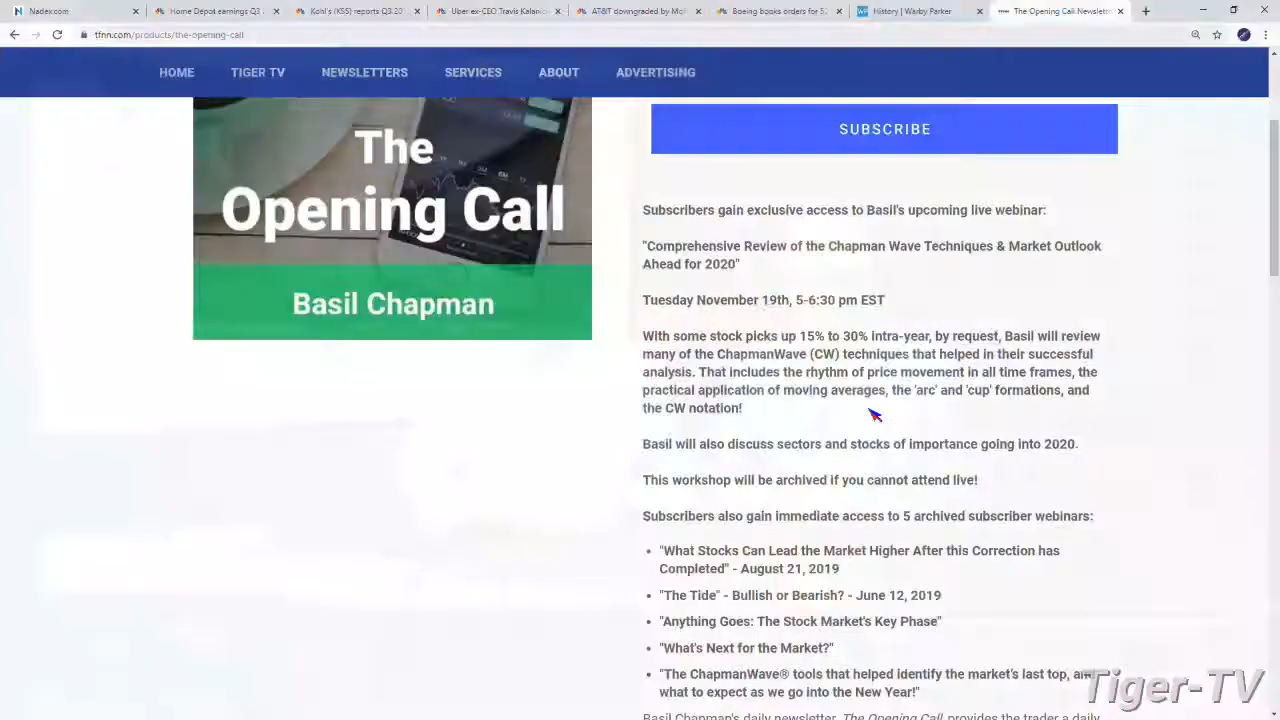 Nadex.com
Home Depot earnings Q3
Kohl's (KSS) reports Q3 20
Uber ex-CEO Travis Kalanic
AT&T downgraded by Mof
Boeing books orders for 5
History | Warby Parker
The Opening Call Newslett
tfnn.com/products/the-opening-call
HOME TIGER TV NEWSLETTERS SERVICES ABOUT ADVERTISING
The
Opening Call
Basil Chapman
SUBSCRIBE
Subscribers gain exclusive access to Basil's upcoming live webinar:
"Comprehensive Review of the Chapman Wave Techniques & Market Outlook
Ahead for 2020"
Tuesday November 19th, 5-6:30 pm EST
With some stock picks up 15% to 30% intra-year, by request, Basil will review
many of the ChapmanWave (CW) techniques that helped in their successful
analysis. That includes the rhythm of price movement in all time frames, the
practical application of moving averages, the 'arc' and 'cup' formations, and
the CW notation!
Basil will also discuss sectors and stocks of importance going into 2020.
This workshop will be archived if you cannot attend live!
Subscribers also gain immediate access to 5 archived subscriber webinars:
• "What Stocks Can Lead the Market Higher After this Correction has
Completed" - August 21, 2019
• "The Tide" - Bullish or Bearish? - June 12, 2019
• "Anything Goes: The Stock Market's Key Phase"
• "What's Next for the Market?"
• "The ChapmanWave® tools that helped identify the market's last top, an
what to expect as we go into the New Year!"
Basil Chapman's daily newsletter, The Opening Call, provides the trader a daily
Tiger-TV